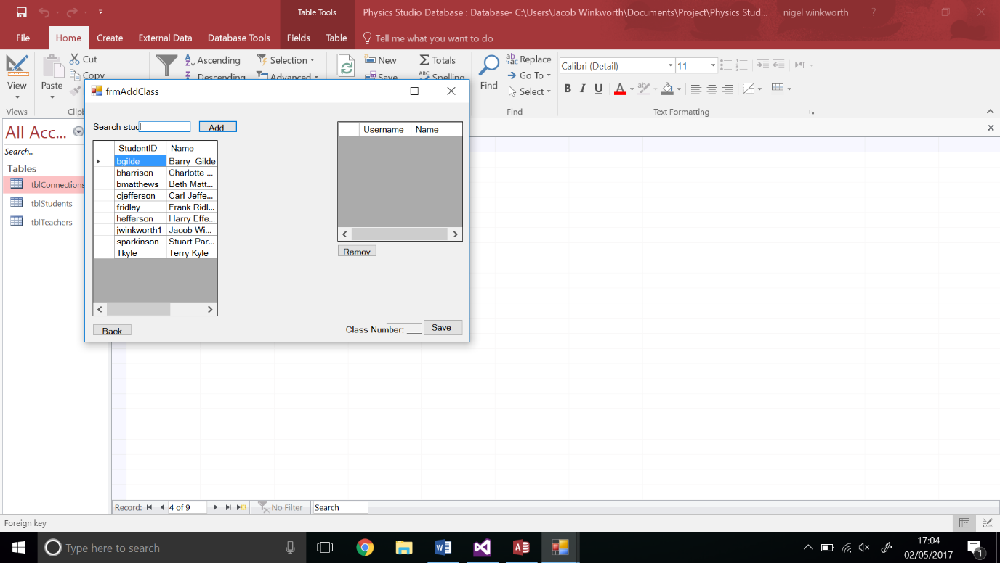 Table Tools
Physics Studio Database : Database- C:\Users\Jacob Winkworth\Documents\Project\Physics Stud...
nigel winkworth
?
File
Home
Create
External Data
Database Tools
Fields
Table
Tell me what you want to do
View
Views
Paste
Cut
Copy
Clipb
Ascending
Descending
Selection
Advanced
New
Save
Totals
Spelling
Find
Replace
Go To
Select
Find
Calibri (Detail)
11
B I U A
Text Formatting
All Acc...
Search...
Tables
tblConnections
tblStudents
tblTeachers
frmAddClass
Search stud
Add
StudentID Name
bgilde Barry Gilde
bharrison Charlotte ...
bmatthews Beth Matt...
cjefferson Carl Jeffe...
fridley Frank Ridl...
hefferson Harry Effe...
jwinkworth1 Jacob Wi...
sparkinson Stuart Par...
Tkyle Terry Kyle
Username Name
Remov
Back
Class Number:
Save
Record:
4 of 9
No Filter
Search
Foreign key
Type here to search
17:04
02/05/2017
1